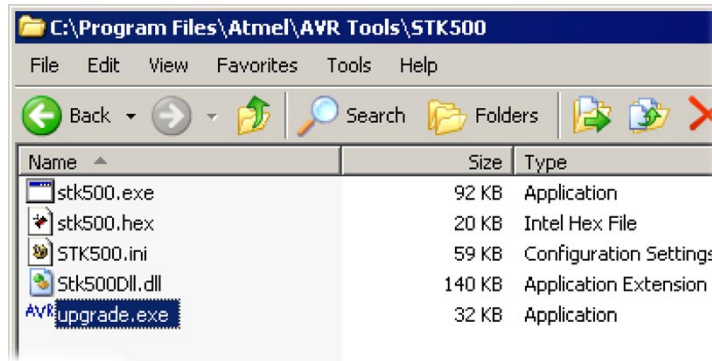 C:\Program Files\Atmel\AVR Tools\STK500
File Edit View Favorites Tools Help
Back Search Folders
Name Size Type
stk500.exe 92 KB Application
stk500.hex 20 KB Intel Hex File
STK500.ini 59 KB Configuration Settings
Stk500Dll.dll 140 KB Application Extension
AVR upgrade.exe 32 KB Application